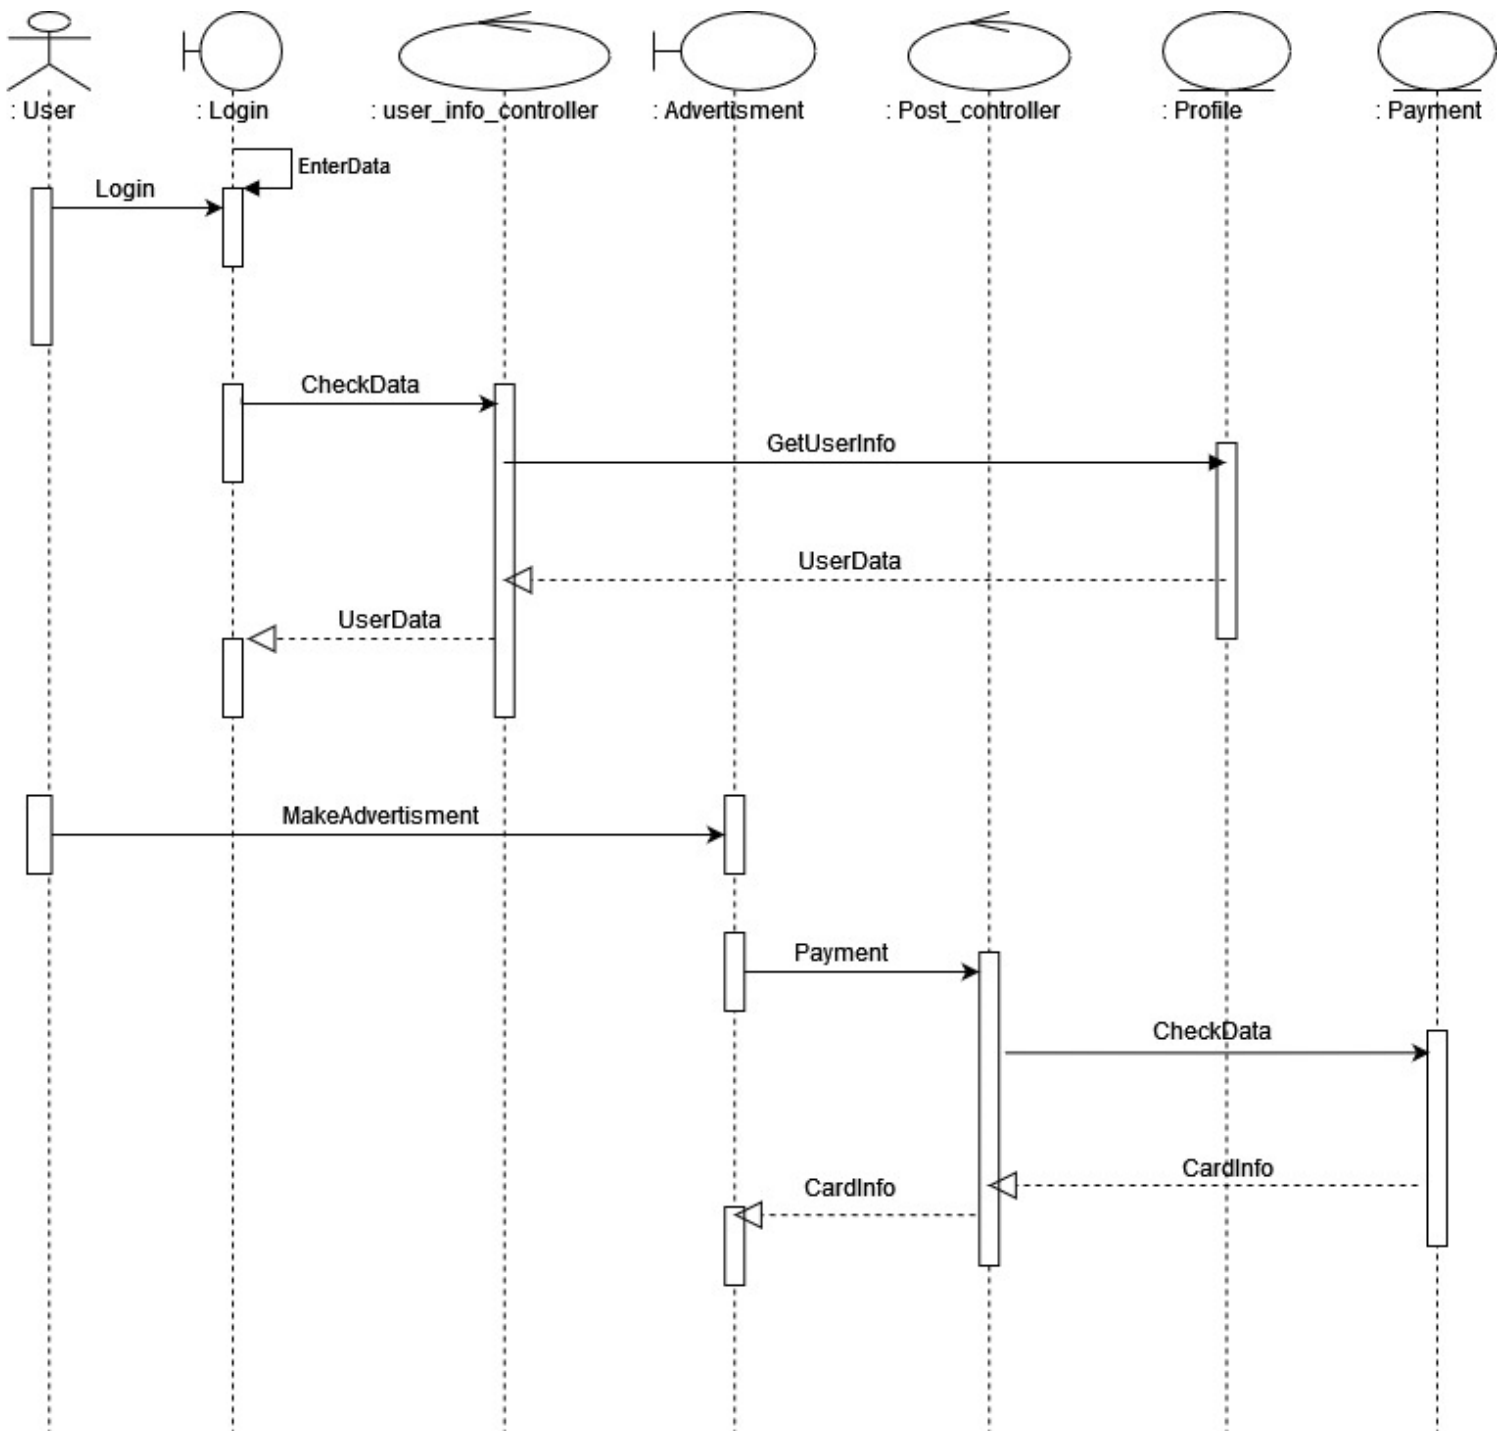 : User
: Login
: user_info_controller
: Advertisment
: Post_controller
: Profile
: Payment
EnterData
Login
CheckData
GetUserInfo
UserData
UserData
MakeAdvertisment
Payment
CheckData
CardInfo
CardInfo